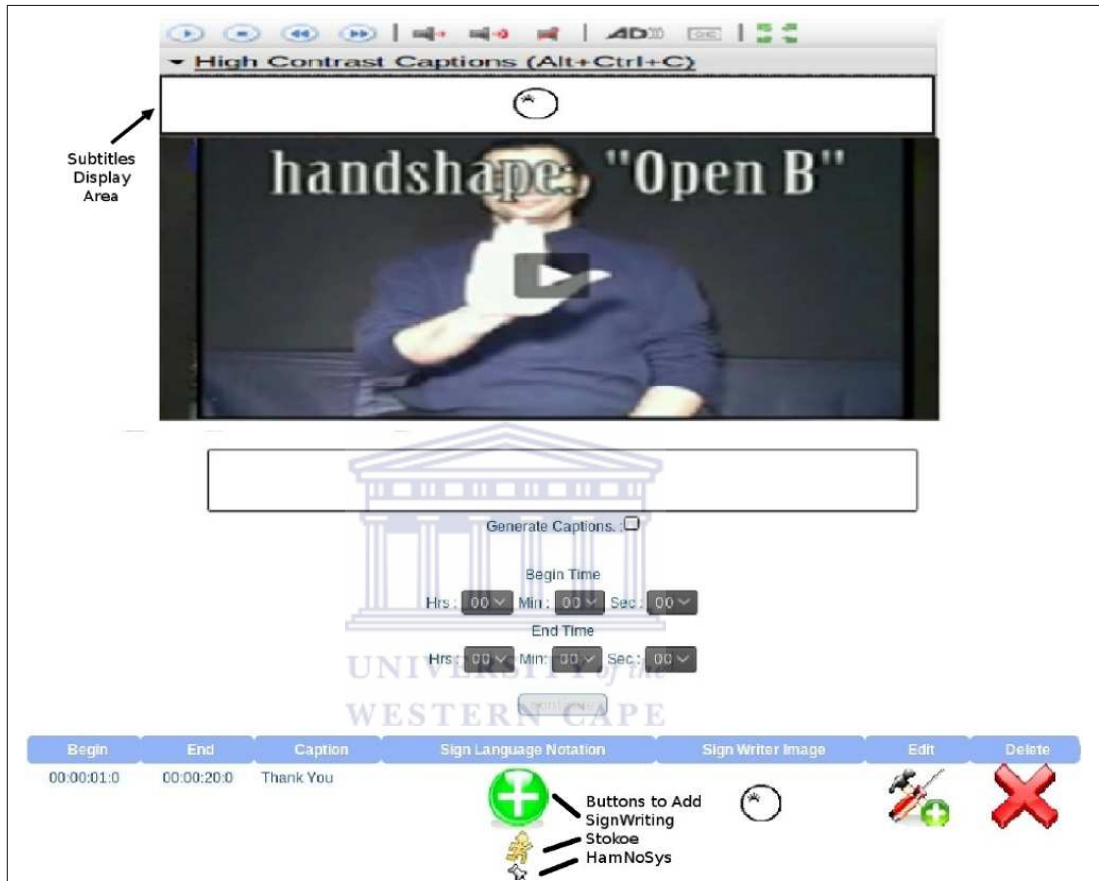 AD
High Contrast Captions (Alt+Ctrl+C)
Subtitles
Display
Area
handshape: "Open B"
Generate Captions. :
Begin Time
Hrs : 00 Min : 00 Sec : 00
End Time
Hrs : 00 Min: 00 Sec : 00
UNIVERSITY of the
WESTERN CAPE
Begin End Caption Sign Language Notation Sign Writer Image Edit Delete
00:00:01:0 00:00:20:0 Thank You
Buttons to Add
SignWriting
Stokoe
HamNoSys